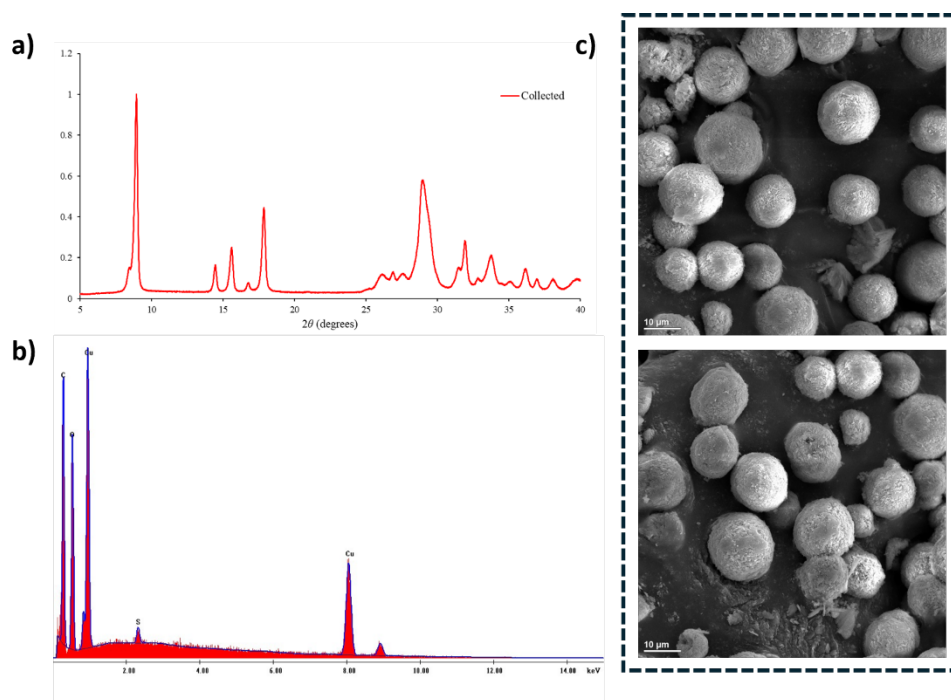 a)
1.2
1
0.8
0.6
0.4
0.2
0
5
10
15
20
25
30
35
40
2θ (degrees)
Collected
b)
C
O
Cu
S
Cu
2.00
4.00
6.00
8.00
10.00
12.00
14.00
keV
c)
10 µm
10 µm